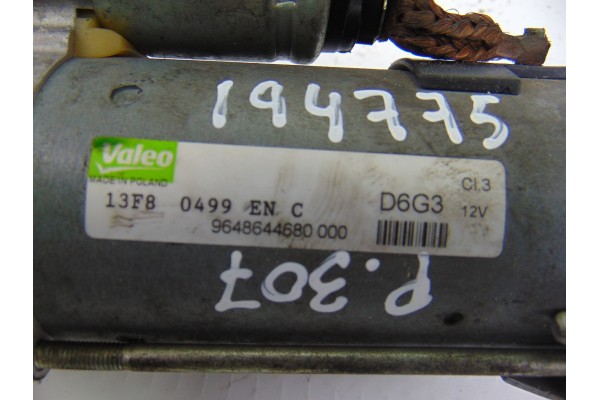 194775
Valeo
MADE IN POLAND
Cl.3
13F8 0499 EN C D6G3 12V
9648644680 000
P.307